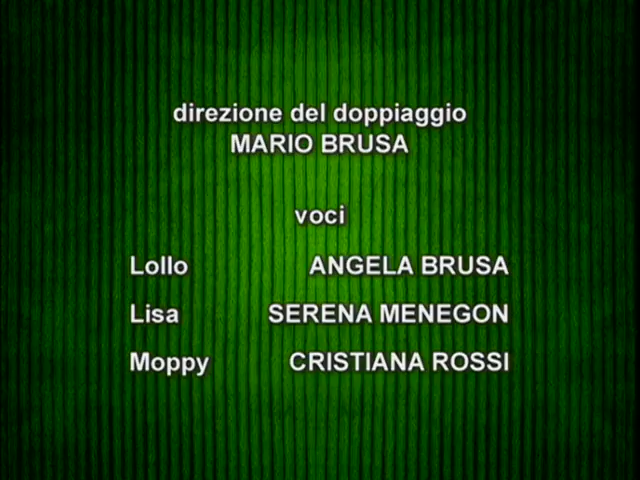 direzione del doppiaggio
MARIO BRUSA
voci
Lollo ANGELA BRUSA
Lisa SERENA MENEGON
Moppy CRISTIANA ROSSI